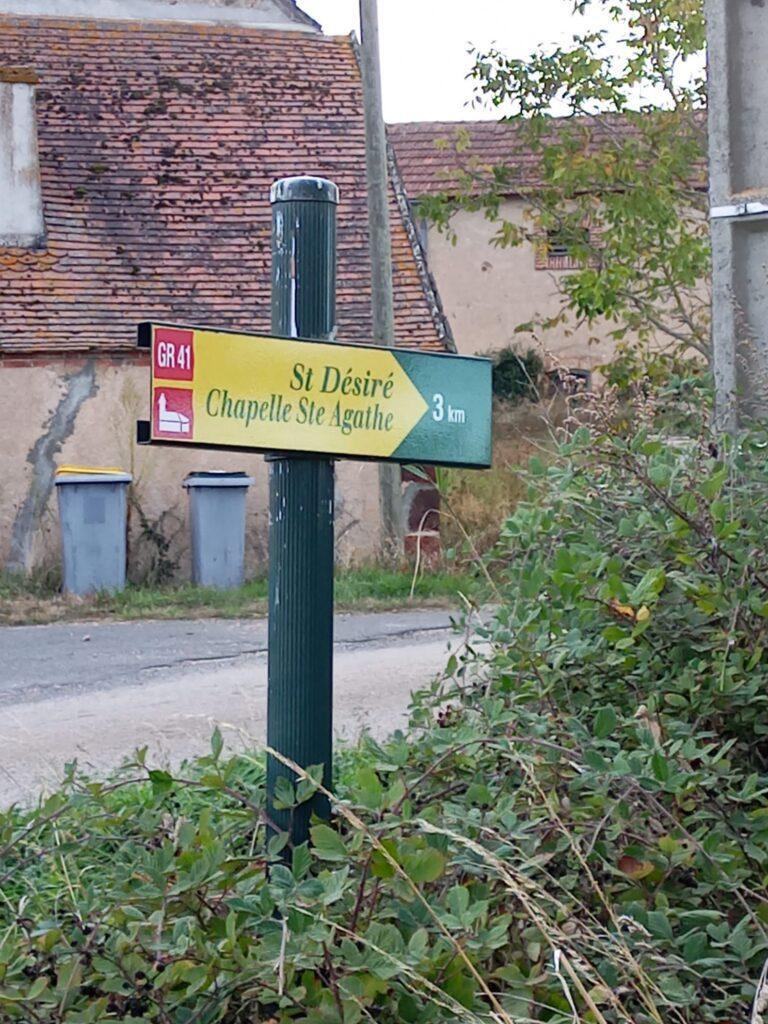 GR 41
St Désiré
Chapelle Ste Agathe
3 km